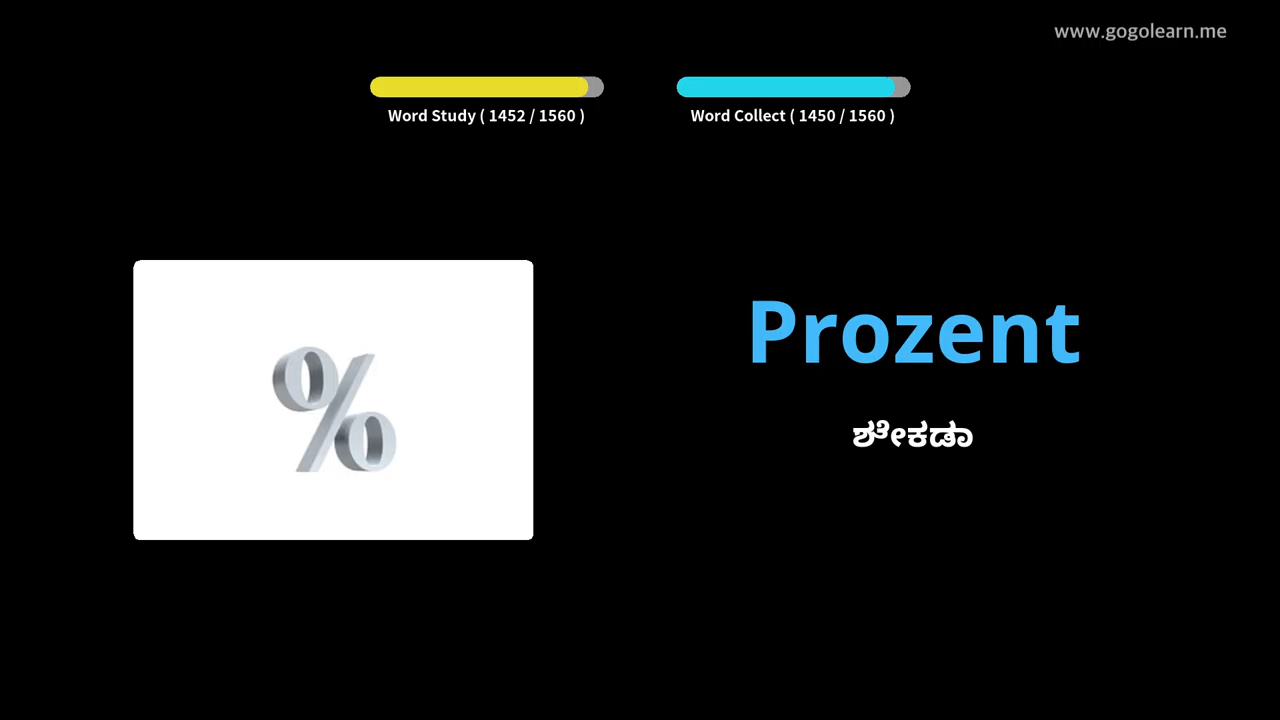 www.gogolearn.me
Word Study ( 1452 / 1560 )
Word Collect ( 1450 / 1560 )
%
Prozent
ಶೇಕಡಾ